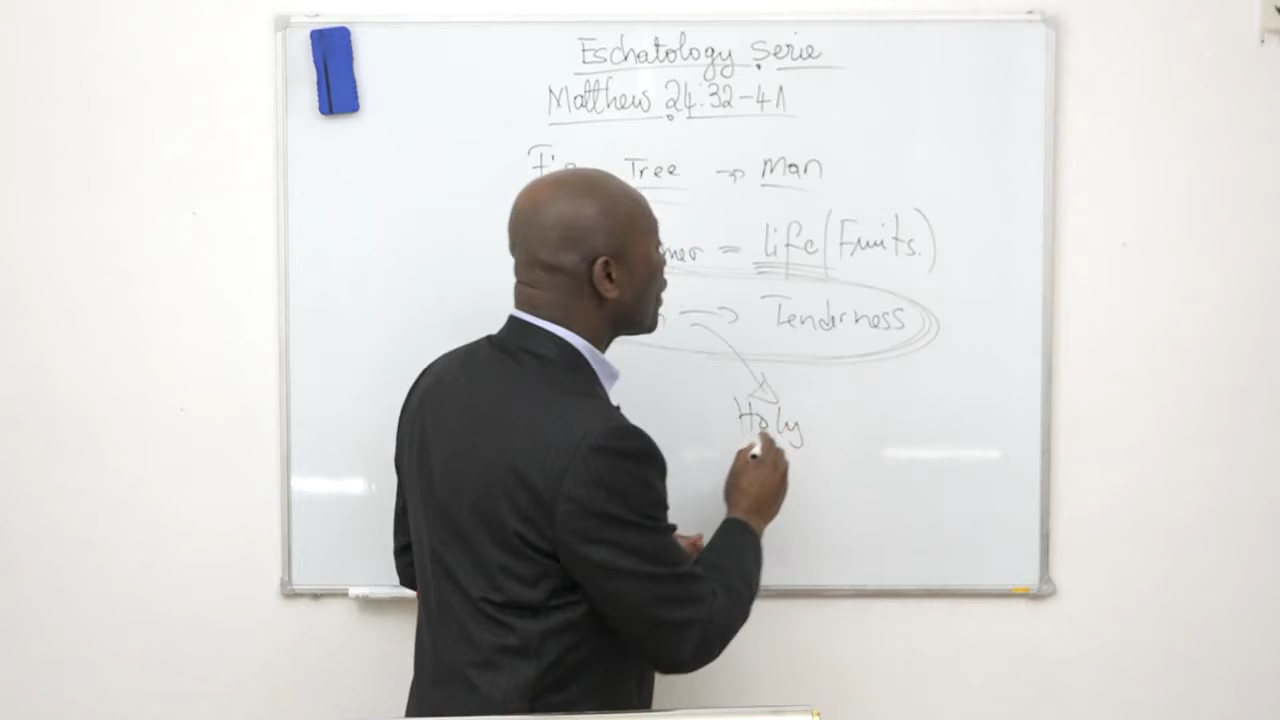 Eschatology Serie
Matthew 24:32-41
Tree → Man
= life (Fruits.)
→ Tenderness
Holy